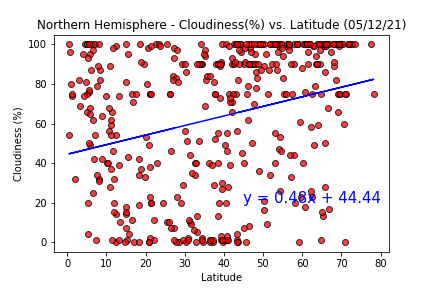 Northern Hemisphere - Cloudiness(%) vs. Latitude (05/12/21)
100
80
60
40
20
0
Cloudiness (%)
y = 0.48x + 44.44
0 10 20 30 40 50 60 70 80
Latitude